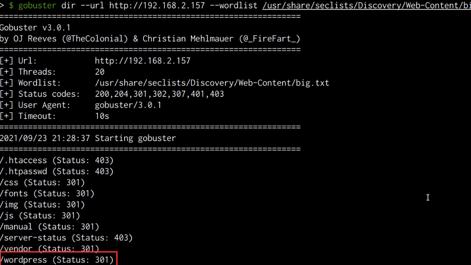 > $ gobuster dir --url http://192.168.2.157 --wordlist /usr/share/seclists/Discovery/Web-Content/bi
===============================================================
Gobuster v3.0.1
by OJ Reeves (@TheColonial) & Christian Mehlmauer (@_FireFart_)
===============================================================
[+] Url: http://192.168.2.157
[+] Threads: 20
[+] Wordlist: /usr/share/seclists/Discovery/Web-Content/big.txt
[+] Status codes: 200,204,301,302,307,401,403
[+] User Agent: gobuster/3.0.1
[+] Timeout: 10s
===============================================================
2021/09/23 21:28:37 Starting gobuster
===============================================================
/.htaccess (Status: 403)
/.htpasswd (Status: 403)
/css (Status: 301)
/fonts (Status: 301)
/img (Status: 301)
/js (Status: 301)
/manual (Status: 301)
/server-status (Status: 403)
/vendor (Status: 301)
/wordpress (Status: 301)